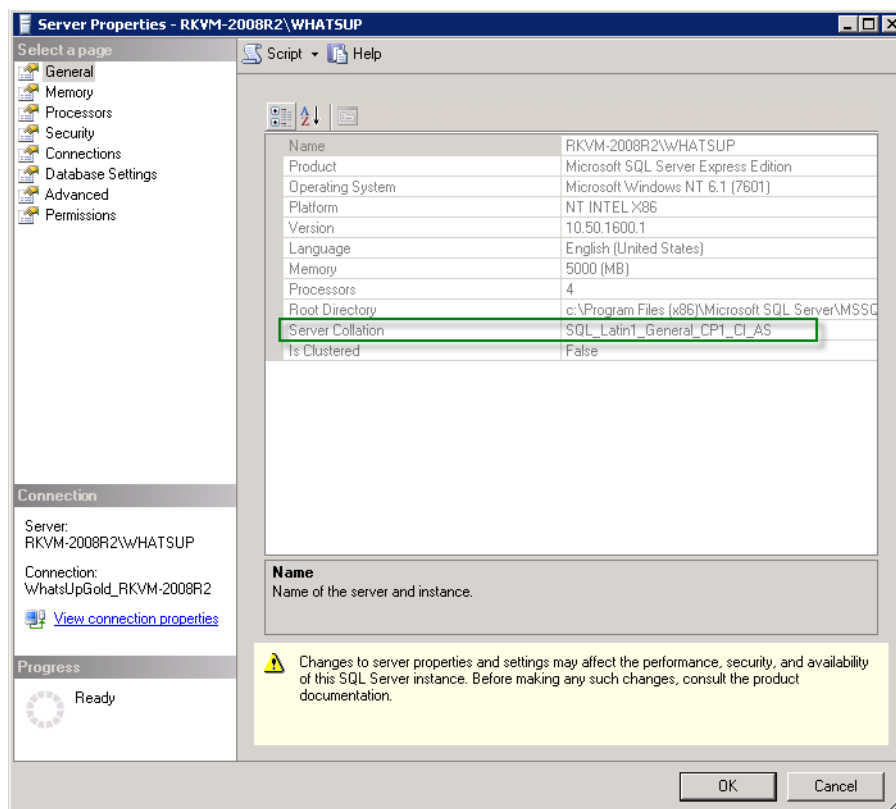 Server Properties - RKVM-2008R2\WHATSUP
Select a page
General
Memory
Processors
Security
Connections
Database Settings
Advanced
Permissions
Connection
Server:
RKVM-2008R2\WHATSUP
Connection:
WhatsUpGold_RKVM-2008R2
View connection properties
Progress
Ready
Script Help
Name RKVM-2008R2\WHATSUP
Product Microsoft SQL Server Express Edition
Operating System Microsoft Windows NT 6.1 (7601)
Platform NT INTEL X86
Version 10.50.1600.1
Language English (United States)
Memory 5000 (MB)
Processors 4
Root Directory c:\Program Files (x86)\Microsoft SQL Server\MSSQ
Server Collation SQL_Latin1_General_CP1_CI_AS
Is Clustered False
Name
Name of the server and instance.
Changes to server properties and settings may affect the performance, security, and availability
of this SQL Server instance. Before making any such changes, consult the product
documentation.
OK Cancel